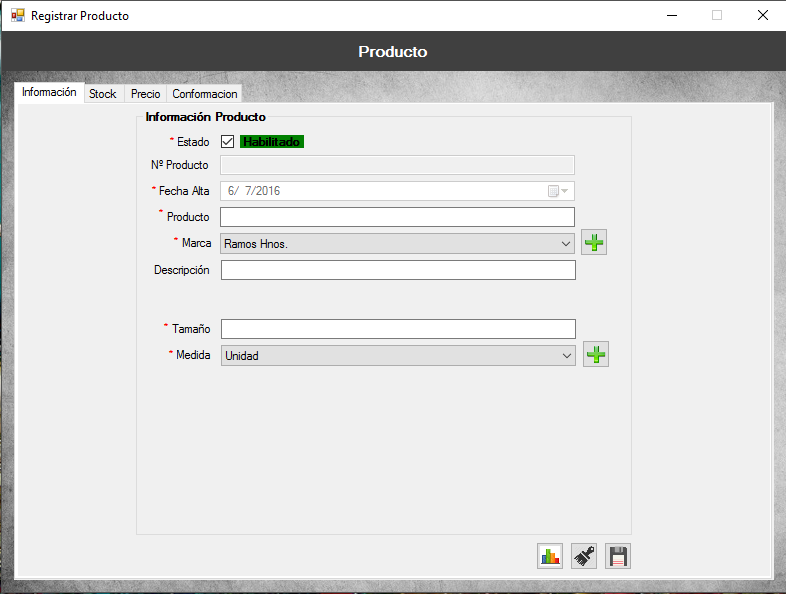 Registrar Producto
Producto
Información Stock Precio Conformacion
Información Producto
* Estado Habilitado
Nº Producto
* Fecha Alta 6/ 7/2016
* Producto
* Marca Ramos Hnos.
Descripción
* Tamaño
* Medida Unidad